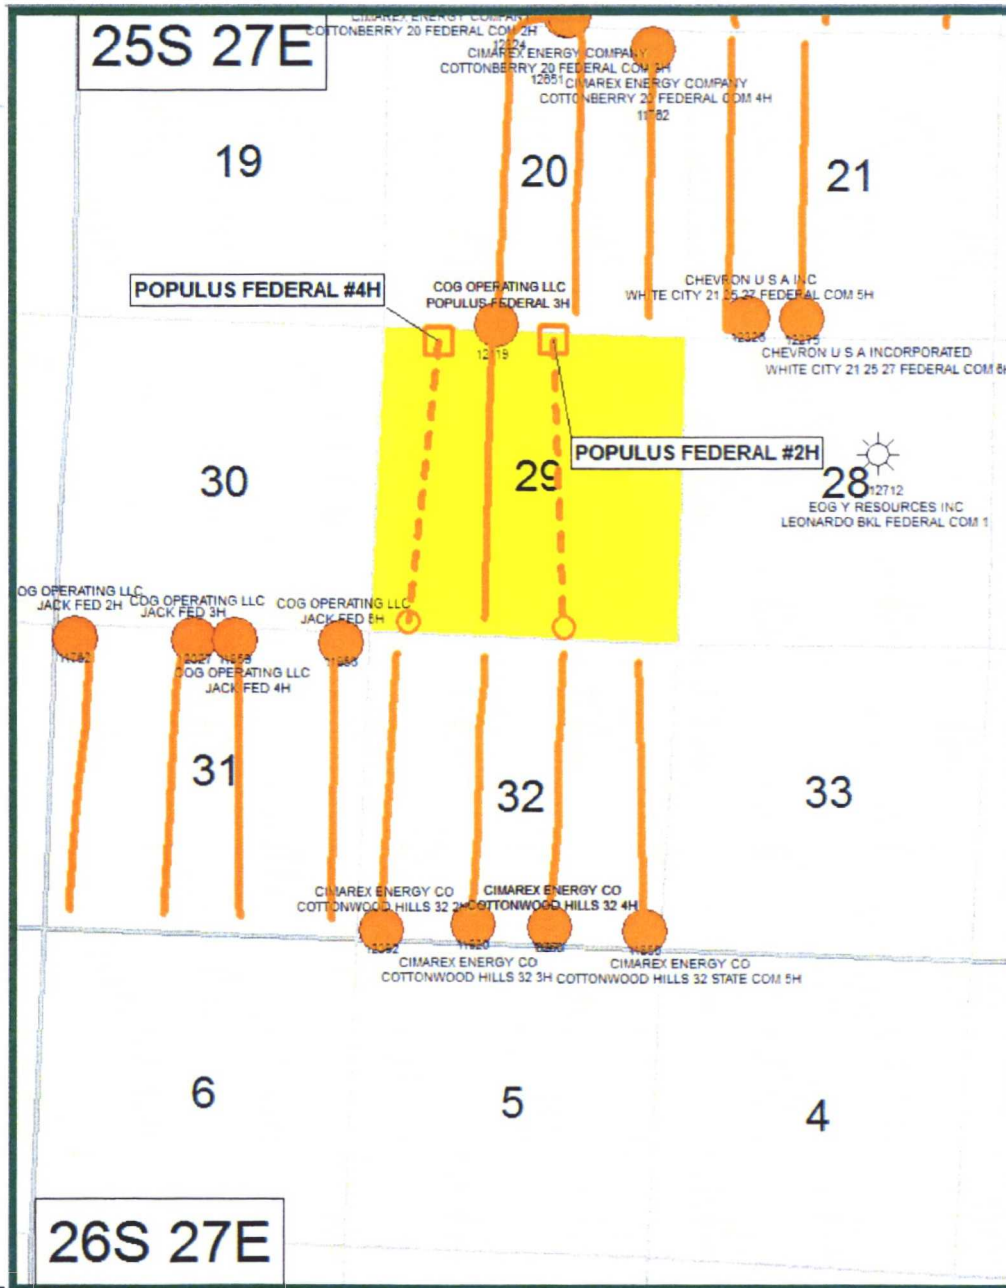 25S 27E
CIMAREX ENERGY COMPANY
COTTONBERRY 20 FEDERAL COM 2H
CIMAREX ENERGY COMPANY
COTTONBERRY 20 FEDERAL COM 3H
12651
CIMAREX ENERGY COMPANY
COTTONBERRY 20 FEDERAL COM 4H
19
20
21
POPULUS FEDERAL #4H
COG OPERATING LLC
POPULUS FEDERAL 3H
CHEVRON U S A INC
WHITE CITY 21 25 27 FEDERAL COM 5H
CHEVRON U S A INCORPORATED
WHITE CITY 21 25 27 FEDERAL COM 6H
POPULUS FEDERAL #2H
30
29
28
12712
EOG Y RESOURCES INC
LEONARDO BKL FEDERAL COM 1
OG OPERATING LLC
JACK FED 2H
COG OPERATING LLC
JACK FED 3H
COG OPERATING LLC
JACK FED 5H
COG OPERATING LLC
JACK FED 4H
31
32
33
CIMAREX ENERGY CO
COTTONWOOD HILLS 32 2H
CIMAREX ENERGY CO
COTTONWOOD HILLS 32 4H
CIMAREX ENERGY CO
COTTONWOOD HILLS 32 3H
CIMAREX ENERGY CO
COTTONWOOD HILLS 32 STATE COM 5H
6
5
4
26S 27E